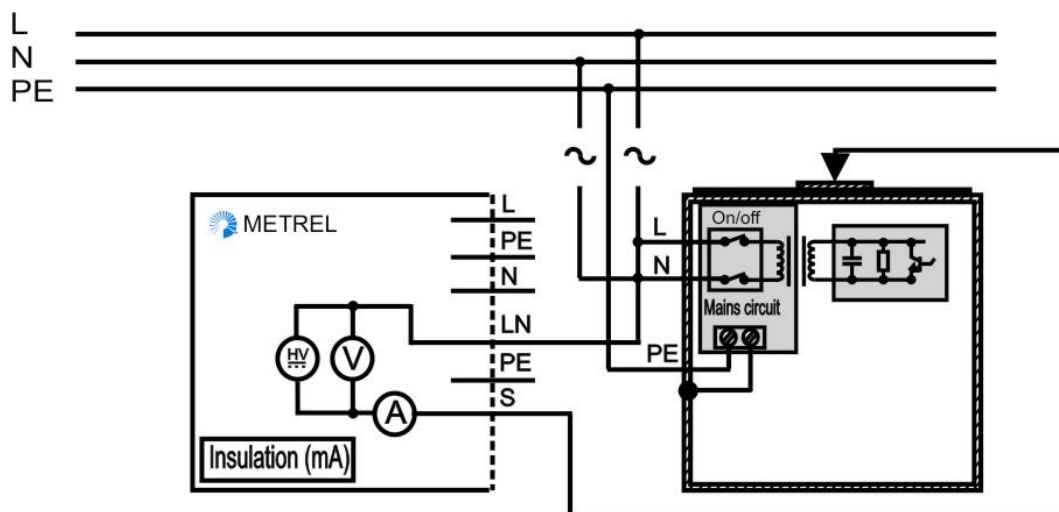 L
N
PE
METREL
L
PE
N
LN
PE
S
HV
V
A
Insulation (mA)
On/off
L
N
Mains circuit
PE